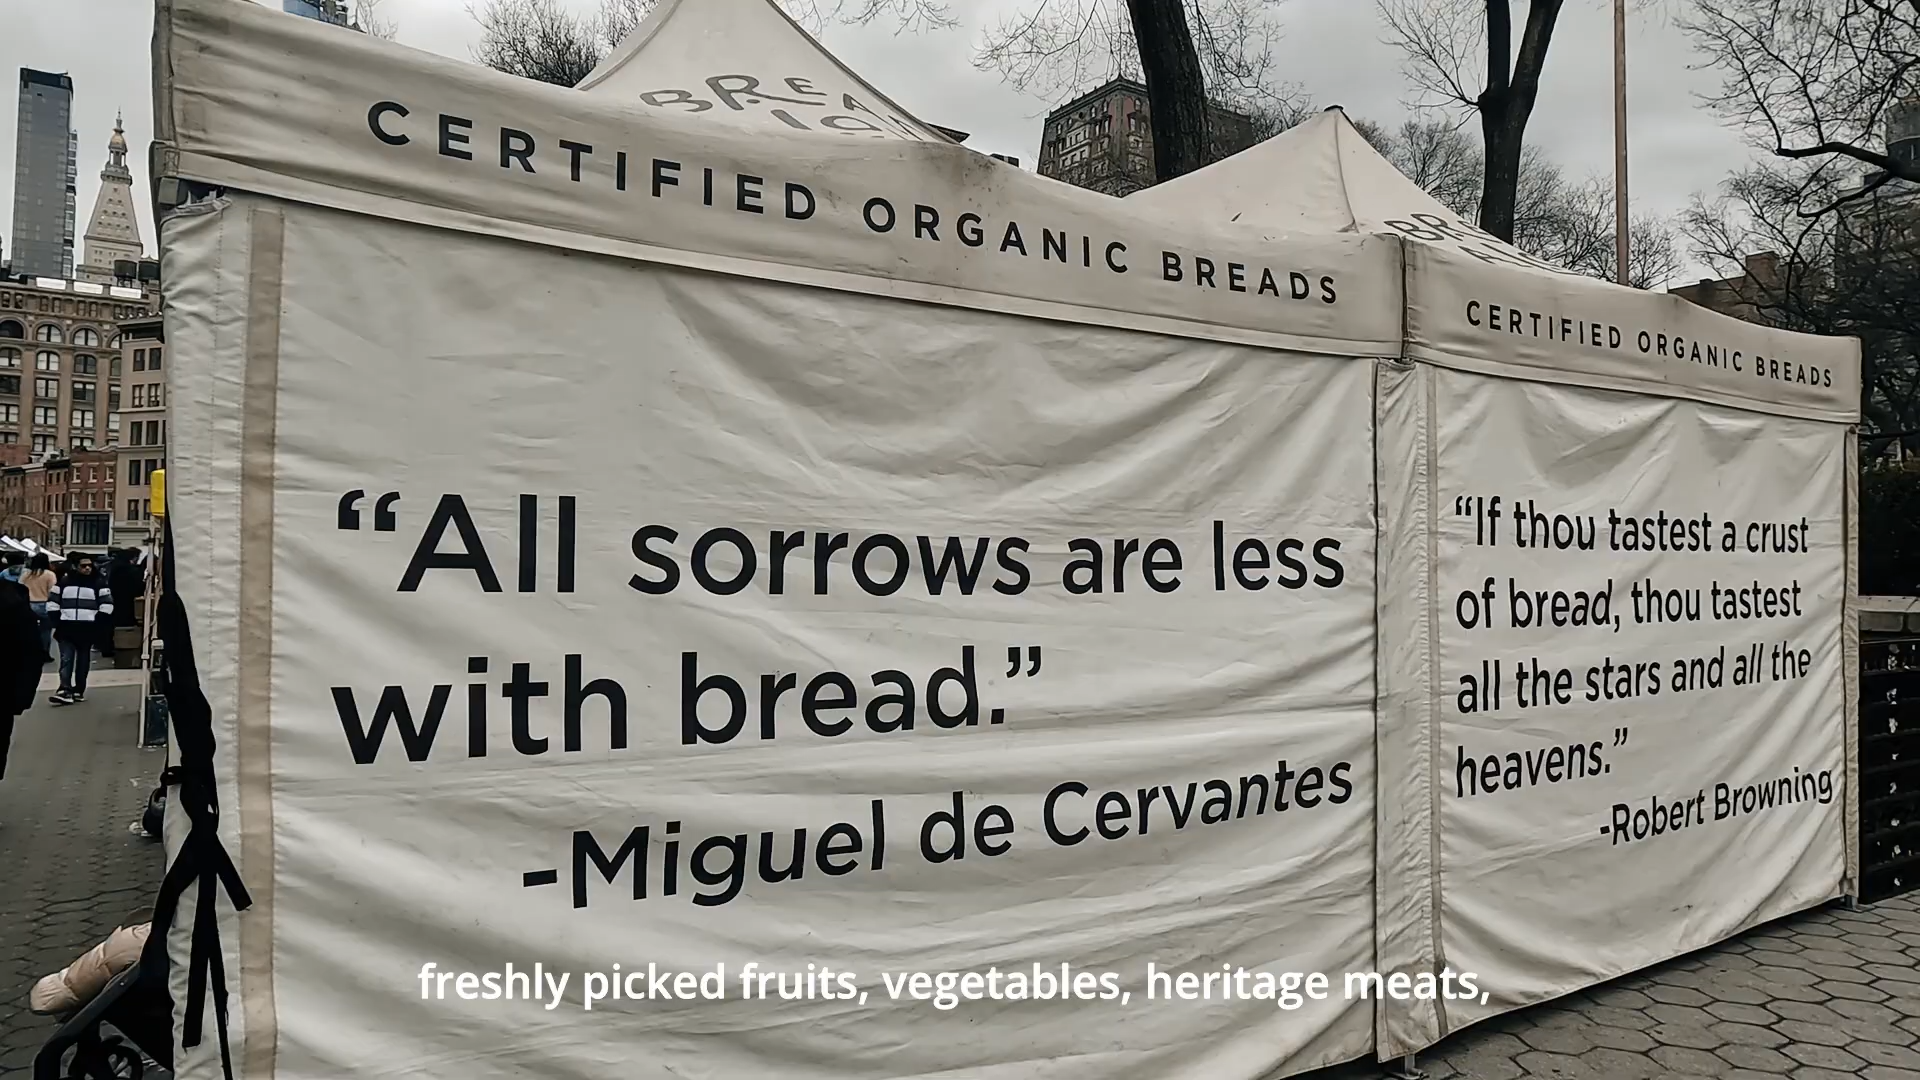 CERTIFIED ORGANIC BREADS
CERTIFIED ORGANIC BREADS
“All sorrows are less
with bread.”
-Miguel de Cervantes
“If thou tastest a crust
of bread, thou tastest
all the stars and all the
heavens.”
-Robert Browning
freshly picked fruits, vegetables, heritage meats,